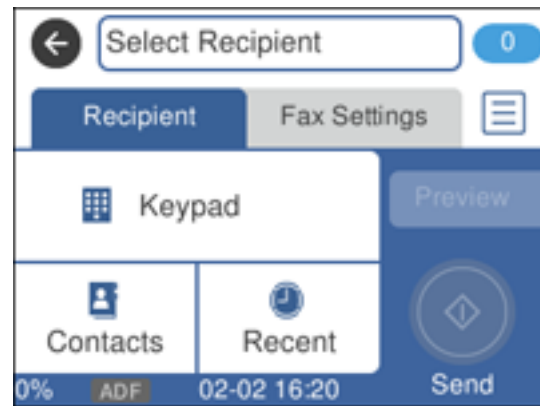 Select Recipient
0
Recipient
Fax Settings
Keypad
Preview
Contacts
Recent
Send
0%
ADF
02-02 16:20